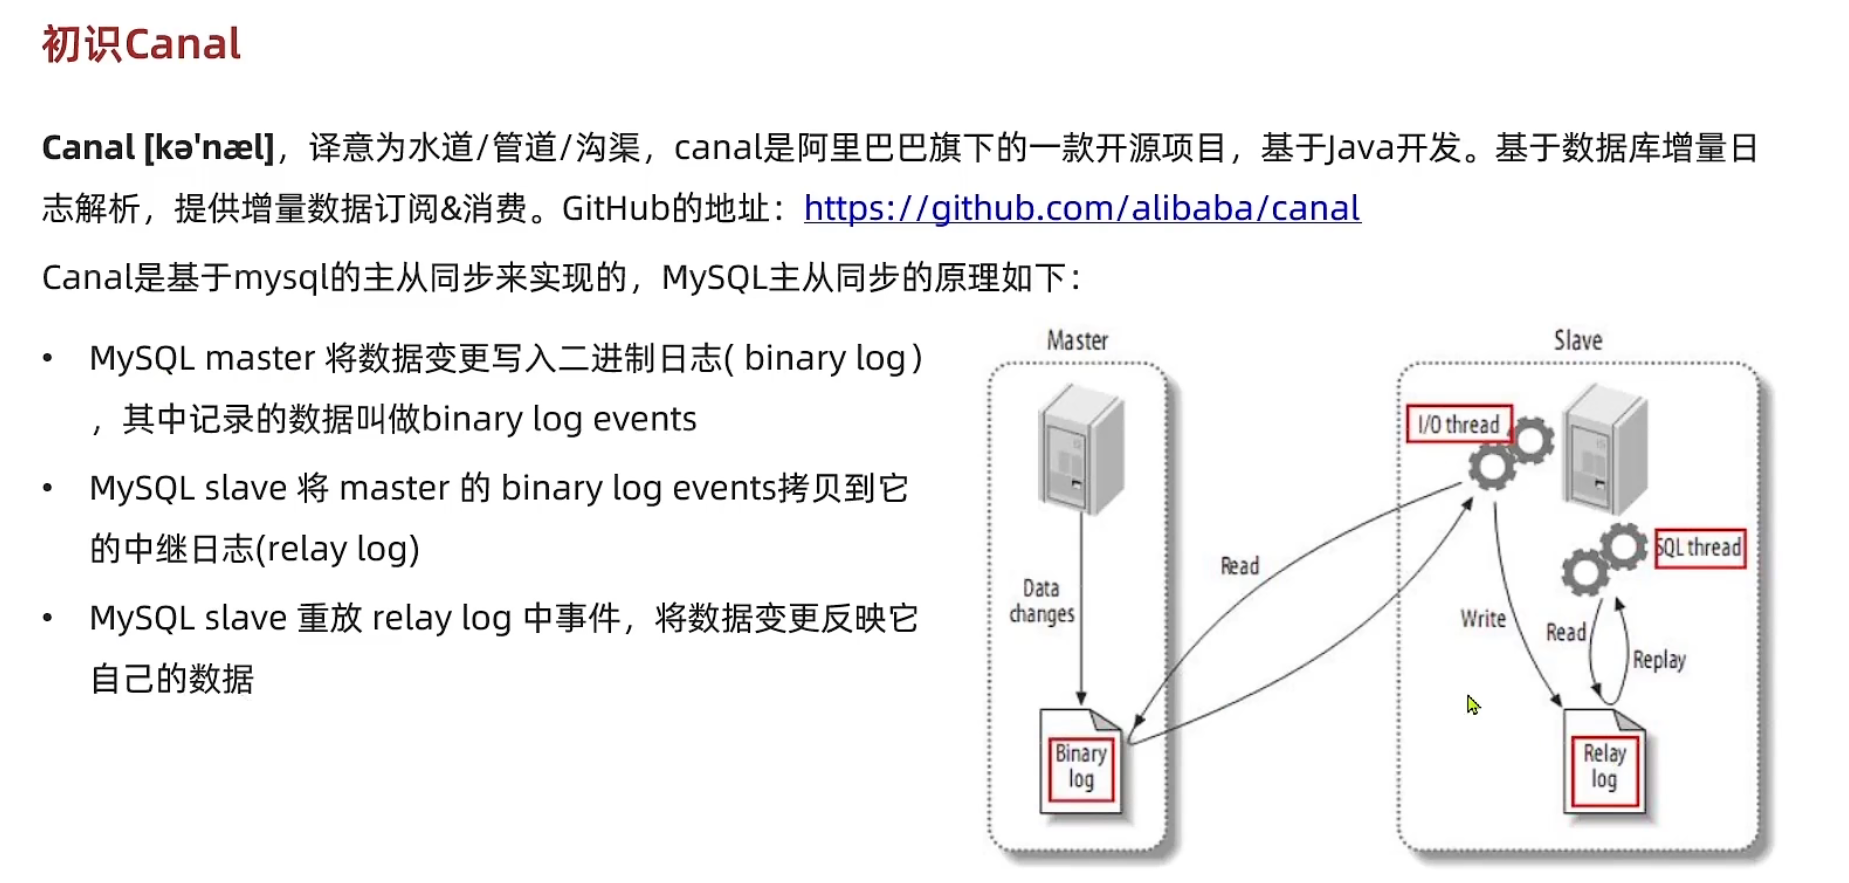 初识Canal
Canal [kə'næl]，译意为水道/管道/沟渠，canal是阿里巴巴旗下的一款开源项目，基于Java开发。基于数据库增量日
志解析，提供增量数据订阅&消费。GitHub的地址：https://github.com/alibaba/canal
Canal是基于mysql的主从同步来实现的，MySQL主从同步的原理如下：
• MySQL master 将数据变更写入二进制日志( binary log）
，其中记录的数据叫做binary log events
• MySQL slave 将 master 的 binary log events拷贝到它
的中继日志(relay log)
• MySQL slave 重放 relay log 中事件，将数据变更反映它
自己的数据
Master
Data
changes
Binary
log
Read
Slave
I/O thread
SQL thread
Write
Read
Replay
Relay
log